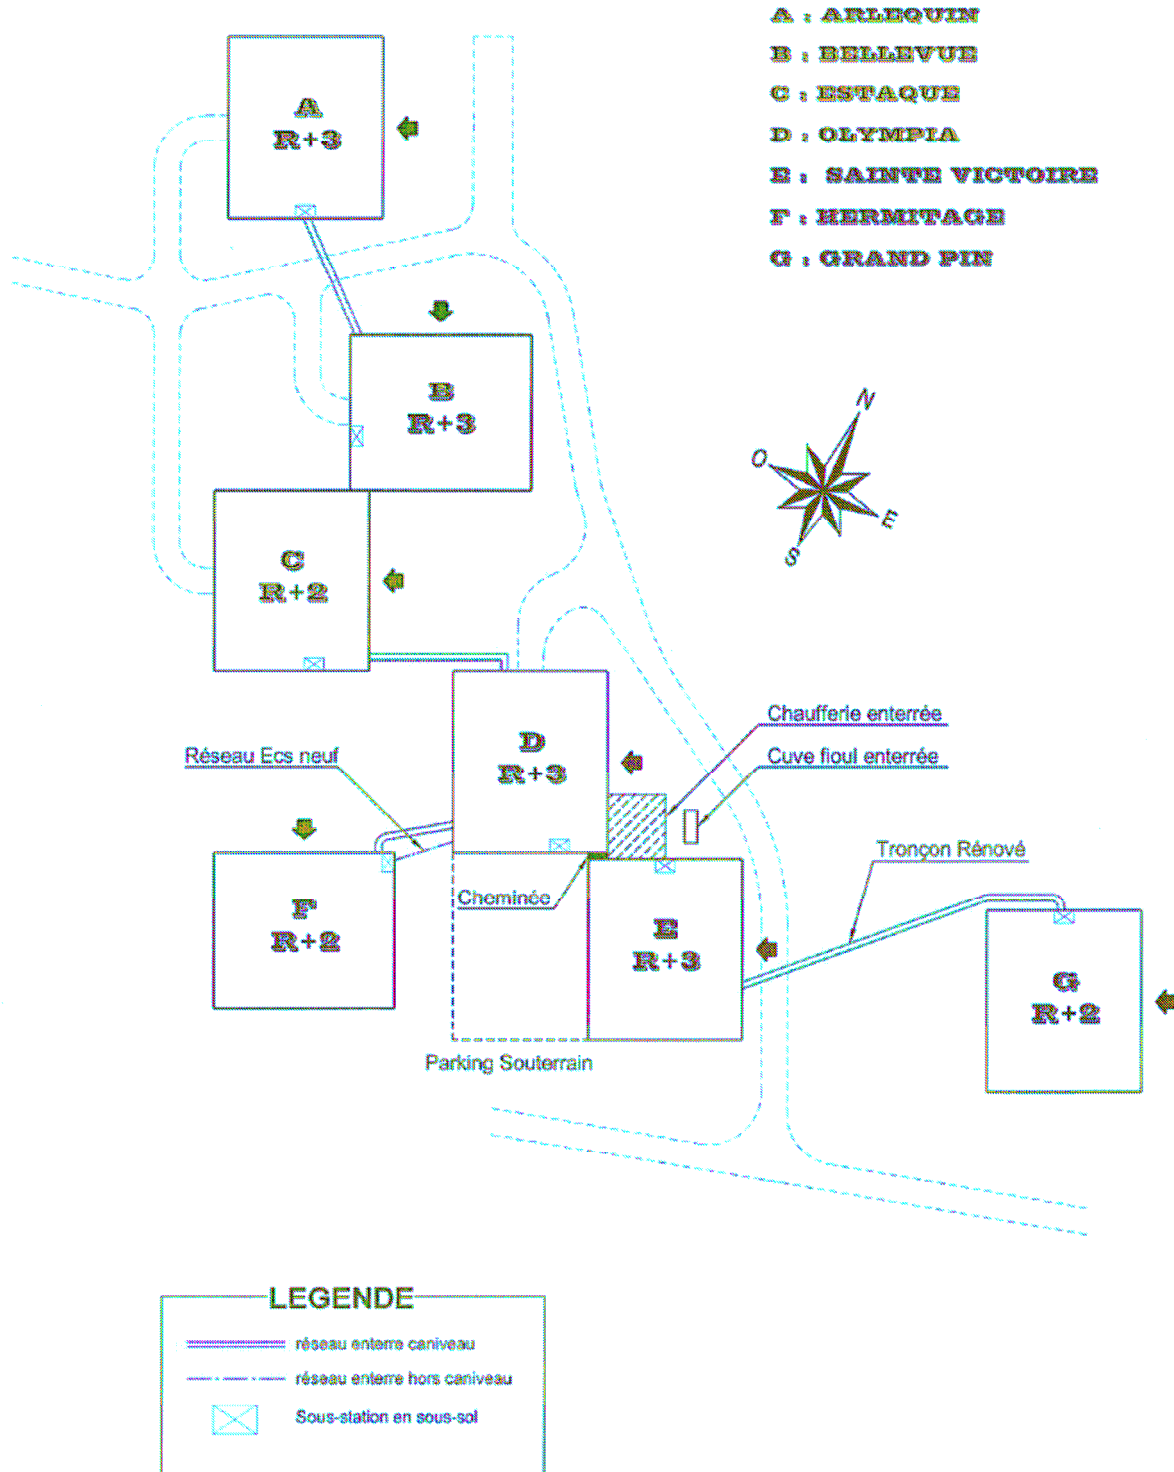 A : ARLEQUIN
B : BELLEVUE
C : ESTAQUE
D : OLYMPIA
E : SAINTE VICTOIRE
F : HERMITAGE
G : GRAND PIN
A
R+3
B
R+3
N
O
E
S
C
R+2
Chaufferie enterrée
D
R+3
Réseau Ecs neuf
Cuve fioul enterrée
Tronçon Rénové
Cheminée
F
R+2
E
R+3
G
R+2
Parking Souterrain
LEGENDE
réseau enterre caniveau
réseau enterre hors caniveau
Sous-station en sous-sol